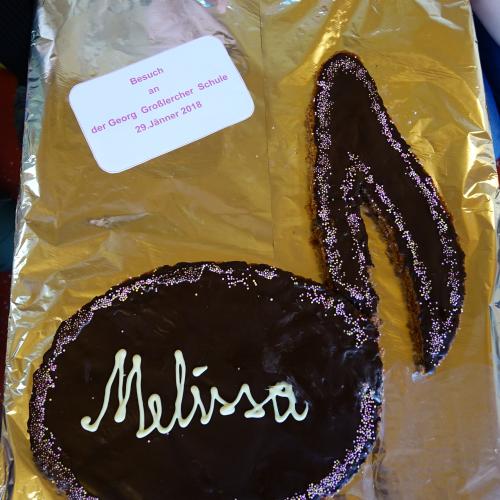 Besuch
an
der Georg Großlercher Schule
29.Jänner 2018
Melissa